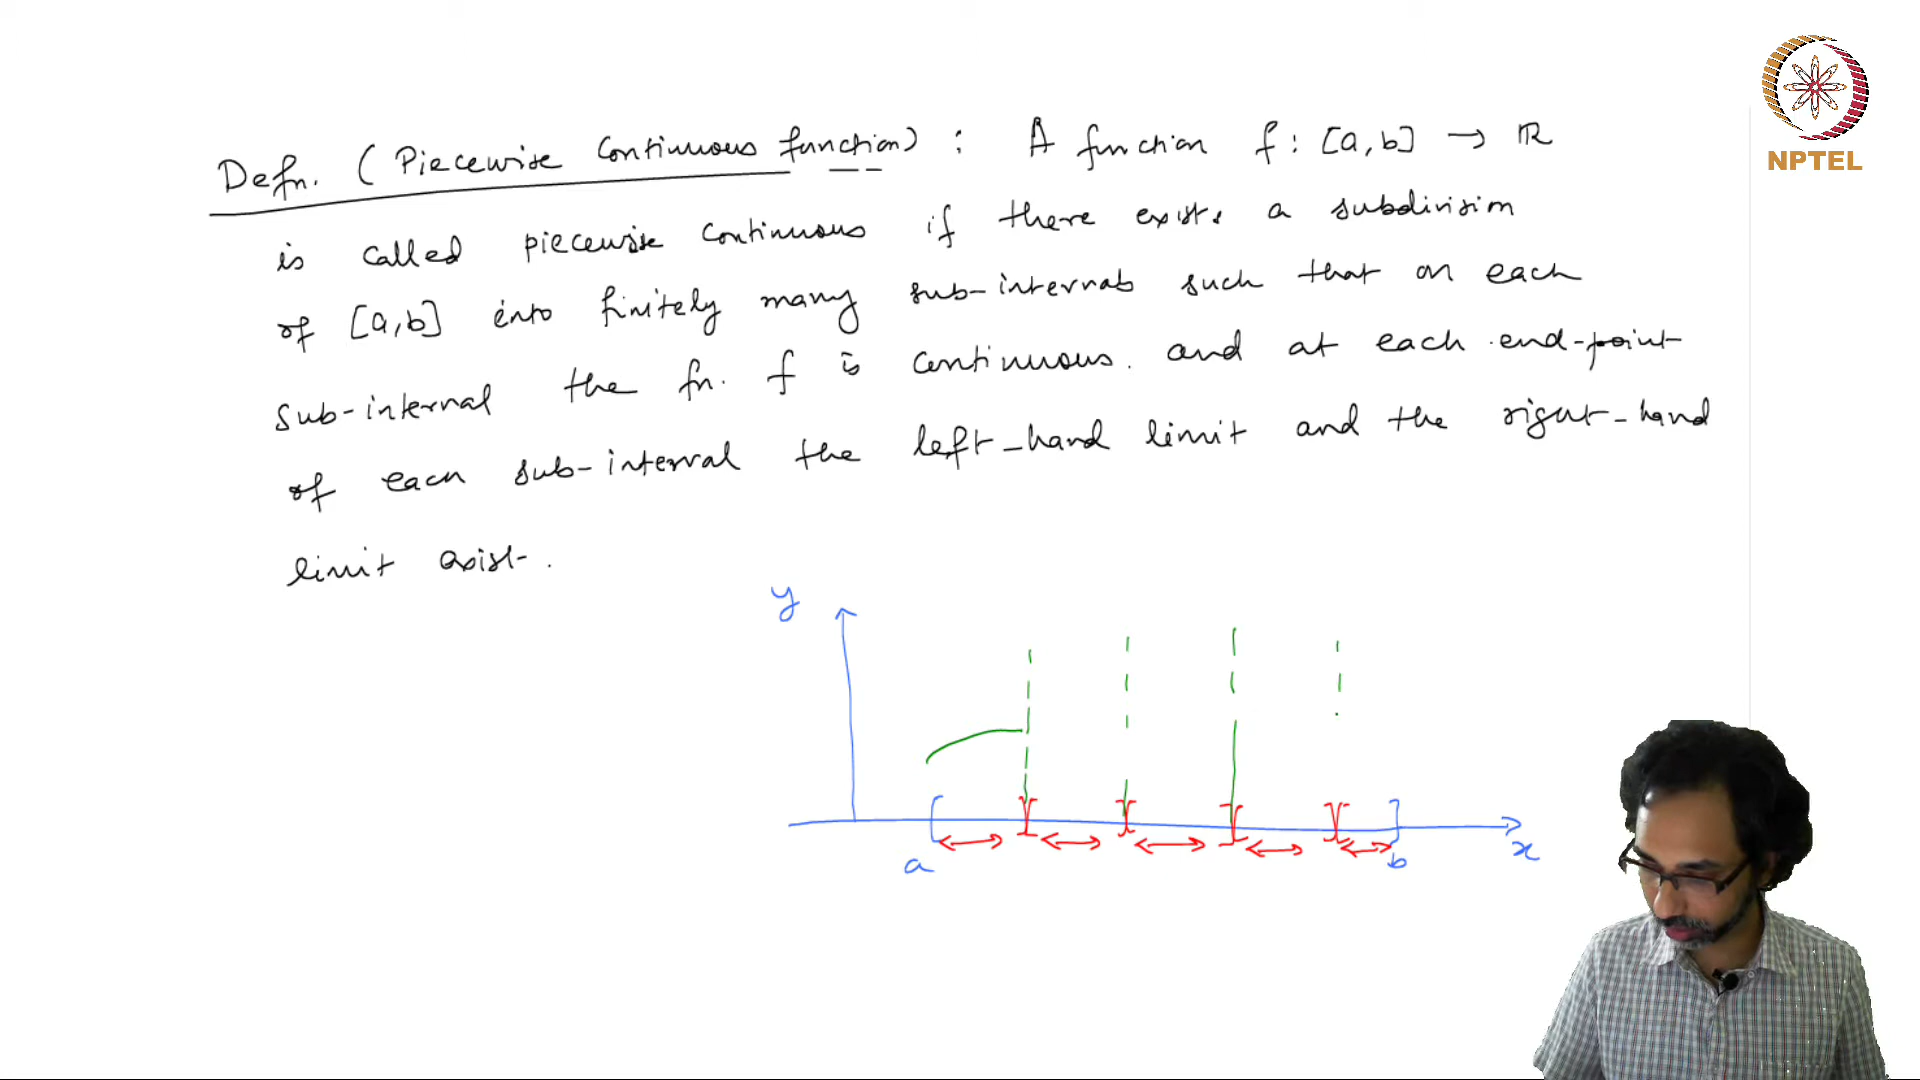 NPTEL
Defn. (Piecewise continuous function) : A function f : [a, b] → ℝ
is called piecewise continuous if there exists a subdivision
of [a, b] into finitely many sub-intervals such that on each
sub-interval the fn. f is continuous. and at each end-point
of each sub-interval the left-hand limit and the right-hand
limit exist.
y
a
b
x